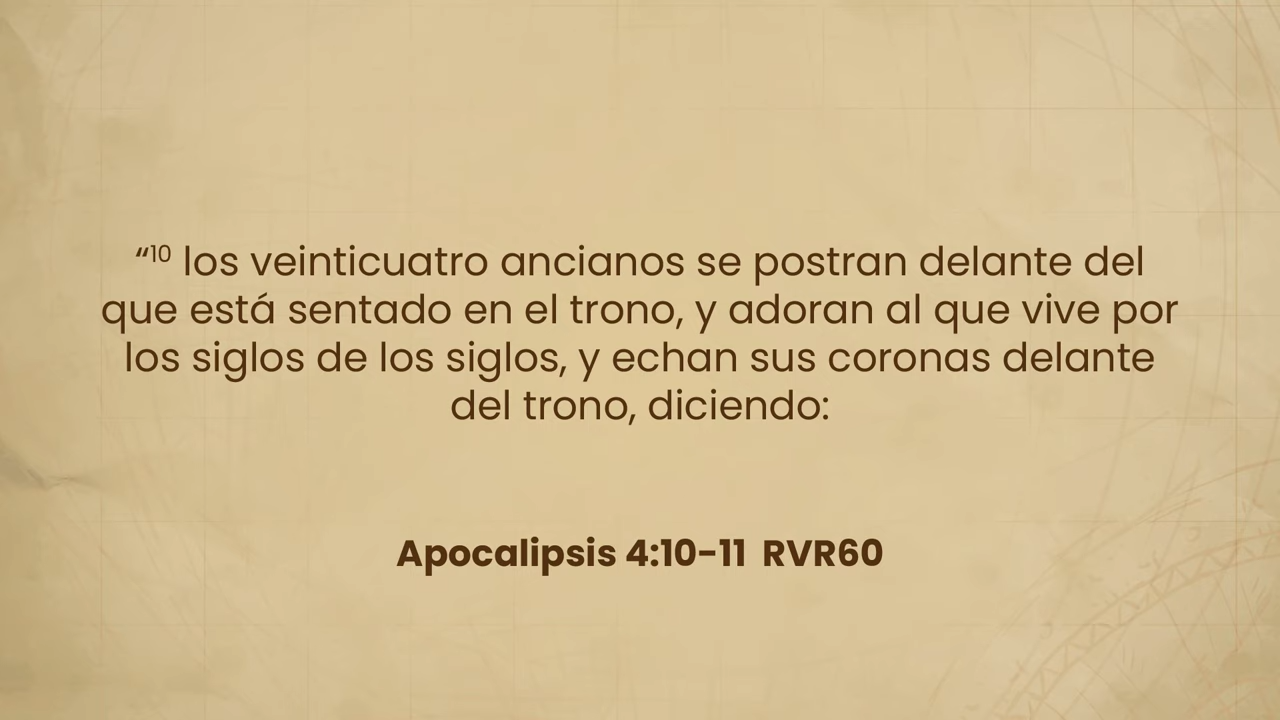 “10 los veinticuatro ancianos se postran delante del
que está sentado en el trono, y adoran al que vive por
los siglos de los siglos, y echan sus coronas delante
del trono, diciendo:
Apocalipsis 4:10-11 RVR60